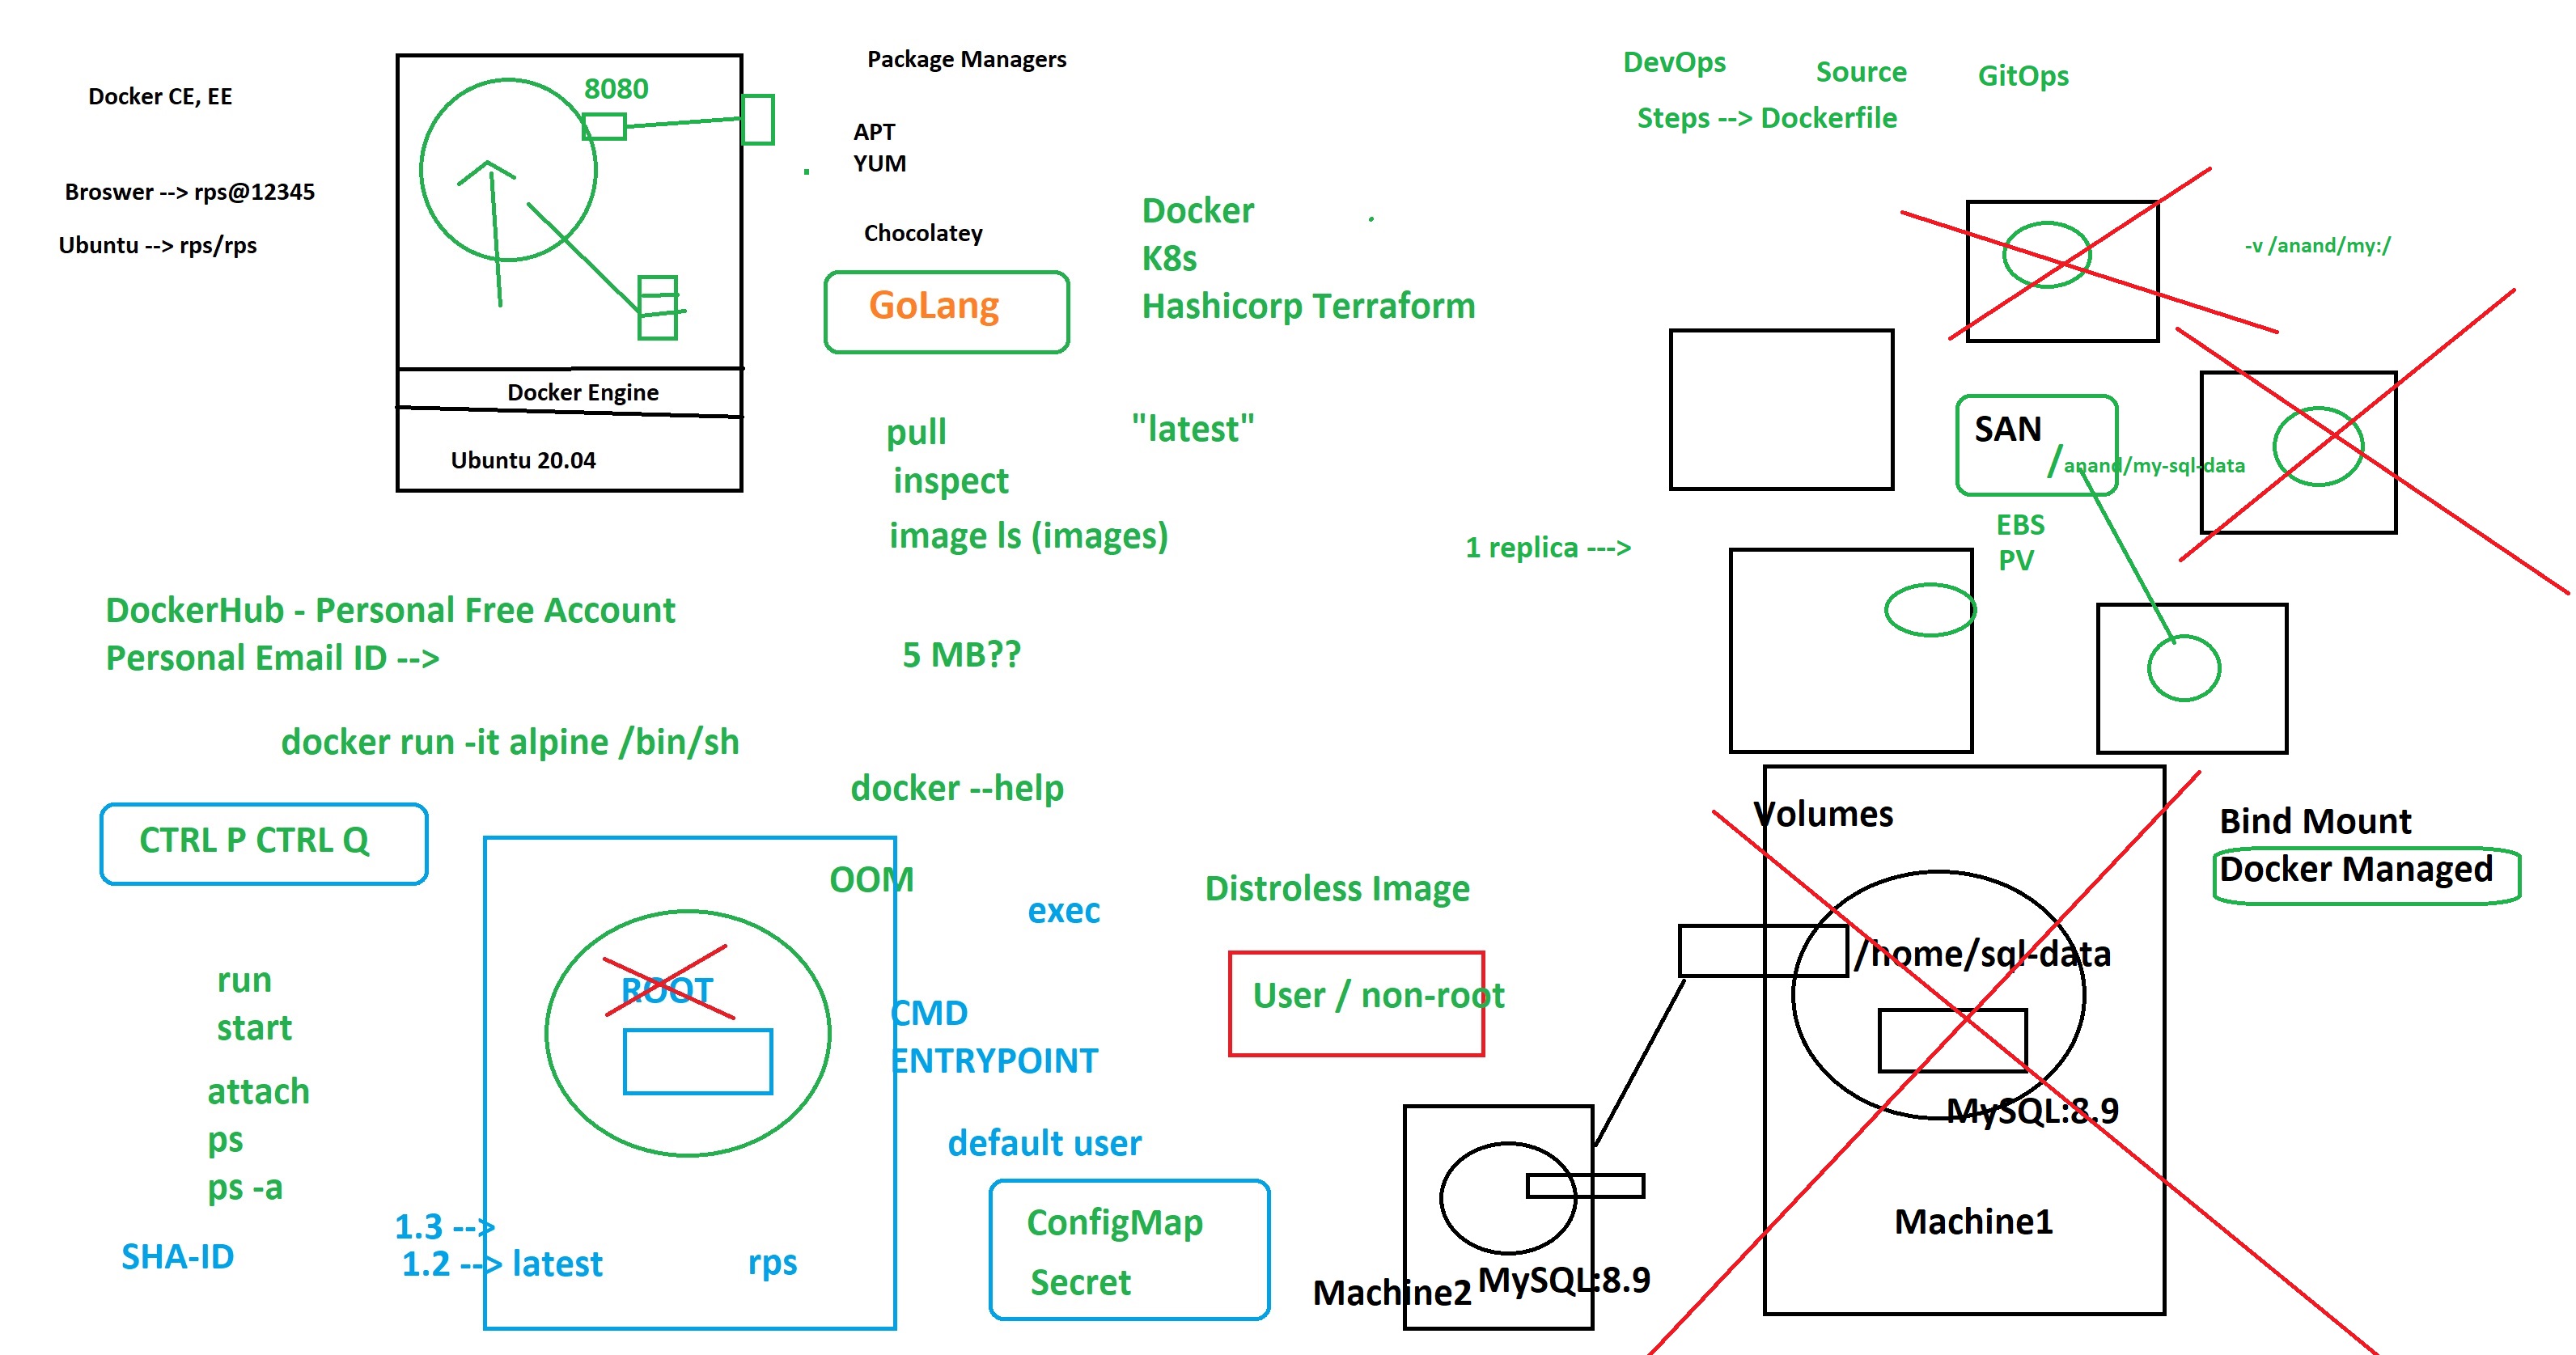 Docker CE, EE
Broswer --> rps@12345
Ubuntu --> rps/rps
8080
Docker Engine
Ubuntu 20.04
Package Managers
APT
YUM
Chocolatey
GoLang
Docker
K8s
Hashicorp Terraform
pull
"latest"
inspect
image ls (images)
5 MB??
DockerHub - Personal Free Account
Personal Email ID -->
docker run -it alpine /bin/sh
docker --help
CTRL P CTRL Q
run
start
attach
ps
ps -a
SHA-ID
1.3 -->
1.2 --> latest
rps
ROOT
OOM
exec
CMD
ENTRYPOINT
default user
ConfigMap
Secret
Distroless Image
User / non-root
DevOps
Source
GitOps
Steps --> Dockerfile
-v /anand/my:/
SAN
/anand/my-sql-data
EBS
PV
1 replica --->
Volumes
Bind Mount
Docker Managed
/home/sql-data
MySQL:8.9
Machine1
Machine2
MySQL:8.9